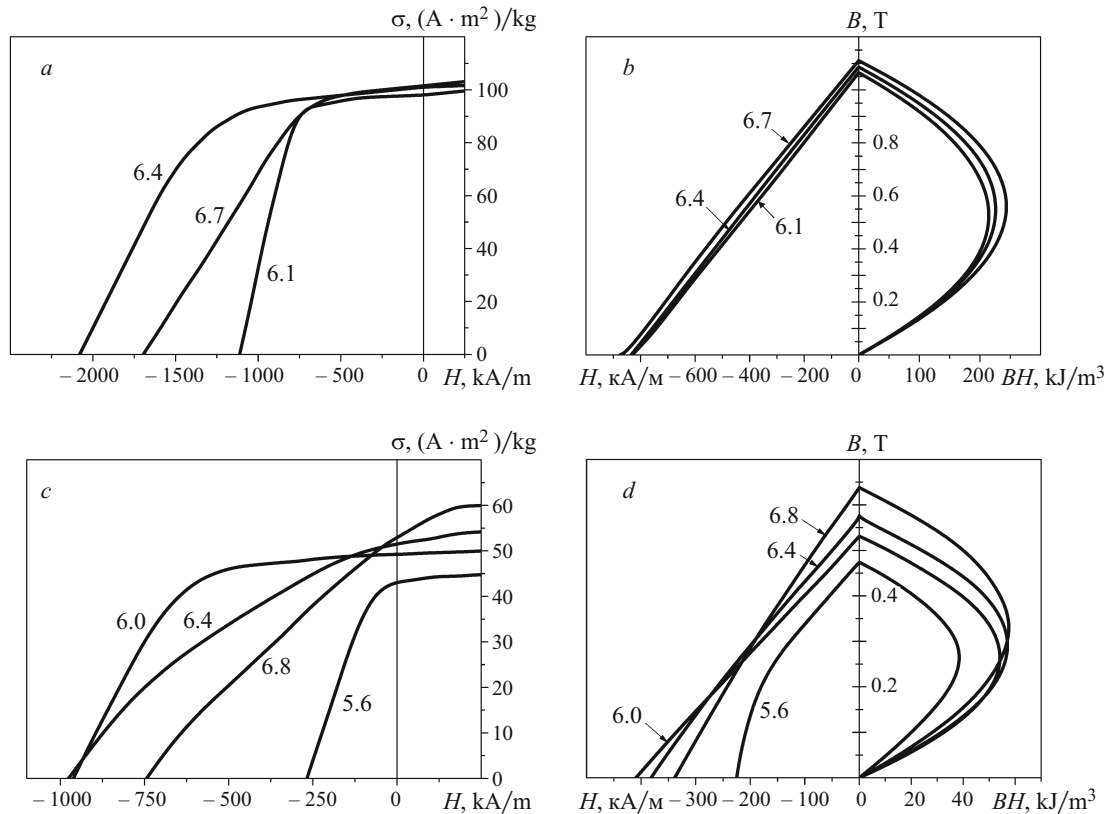 σ, (A · m²)/kg
a
100
80
60
40
20
0
6.4
6.7
6.1
– 2000 – 1500 – 1000 – 500 0 H, kA/m
B, T
b
0.8
0.6
0.4
0.2
6.7
6.4
6.1
H, кА/м – 600 – 400 – 200 0 100 200 BH, kJ/m³
σ, (A · m²)/kg
c
60
50
40
30
20
10
0
6.0
6.4
6.8
5.6
– 1000 – 750 – 500 – 250 0 H, kA/m
B, T
d
0.4
0.2
6.8
6.4
6.0
5.6
H, кА/м – 300 – 200 – 100 0 20 40 BH, kJ/m³